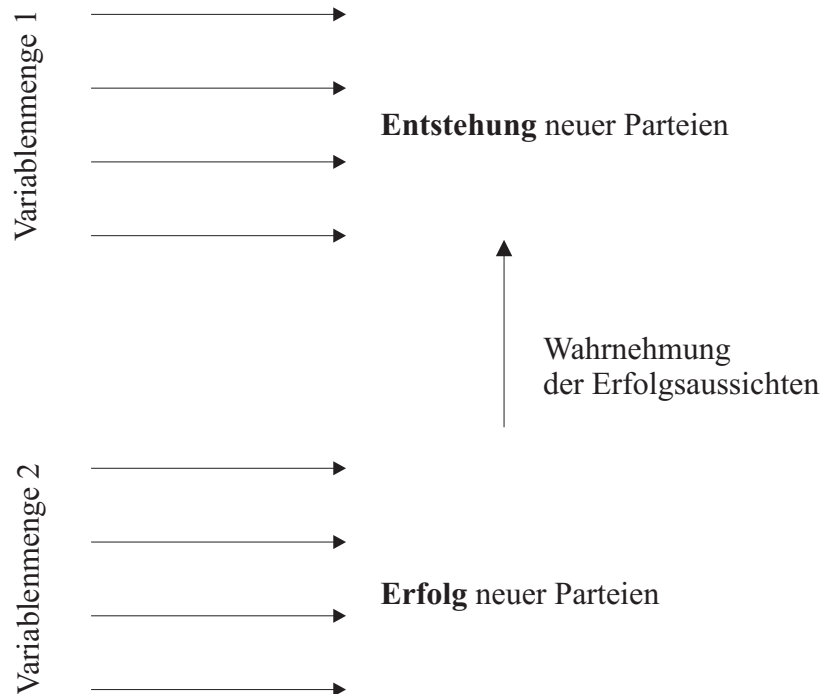 Variablenmenge 1
Entstehung neuer Parteien
Wahrnehmung
der Erfolgsaussichten
Variablenmenge 2
Erfolg neuer Parteien